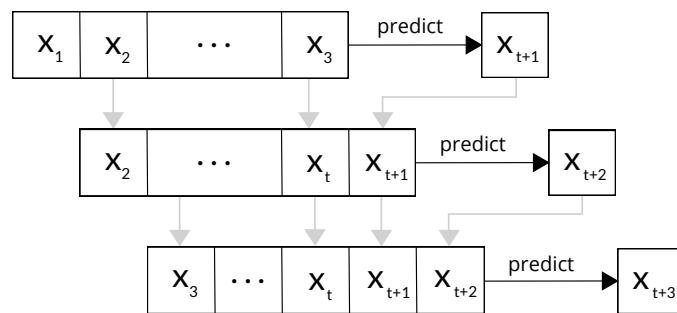 x₁ x₂ ... x₃ predict xₜ₊₁
x₂ ... xₜ xₜ₊₁ predict xₜ₊₂
x₃ ... xₜ xₜ₊₁ xₜ₊₂ predict xₜ₊₃